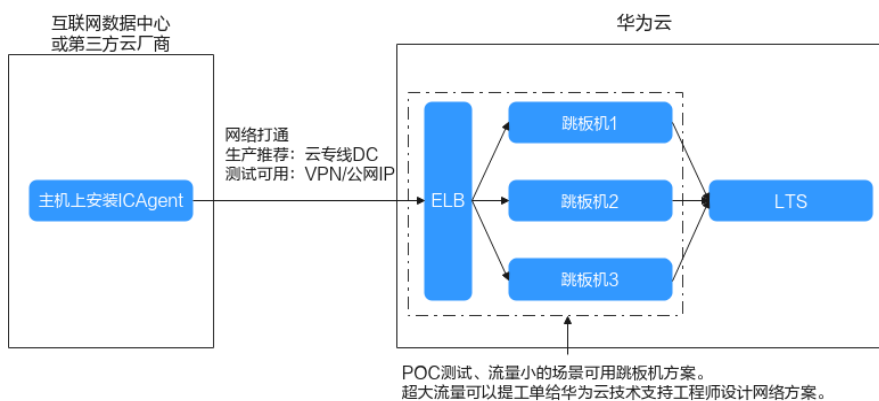 互联网数据中心
或第三方云厂商
华为云
网络打通
生产推荐：云专线DC
测试可用：VPN/公网IP
主机上安装ICAgent
ELB
跳板机1
跳板机2
跳板机3
LTS
POC测试、流量小的场景可用跳板机方案。
超大流量可以提工单给华为云技术支持工程师设计网络方案。